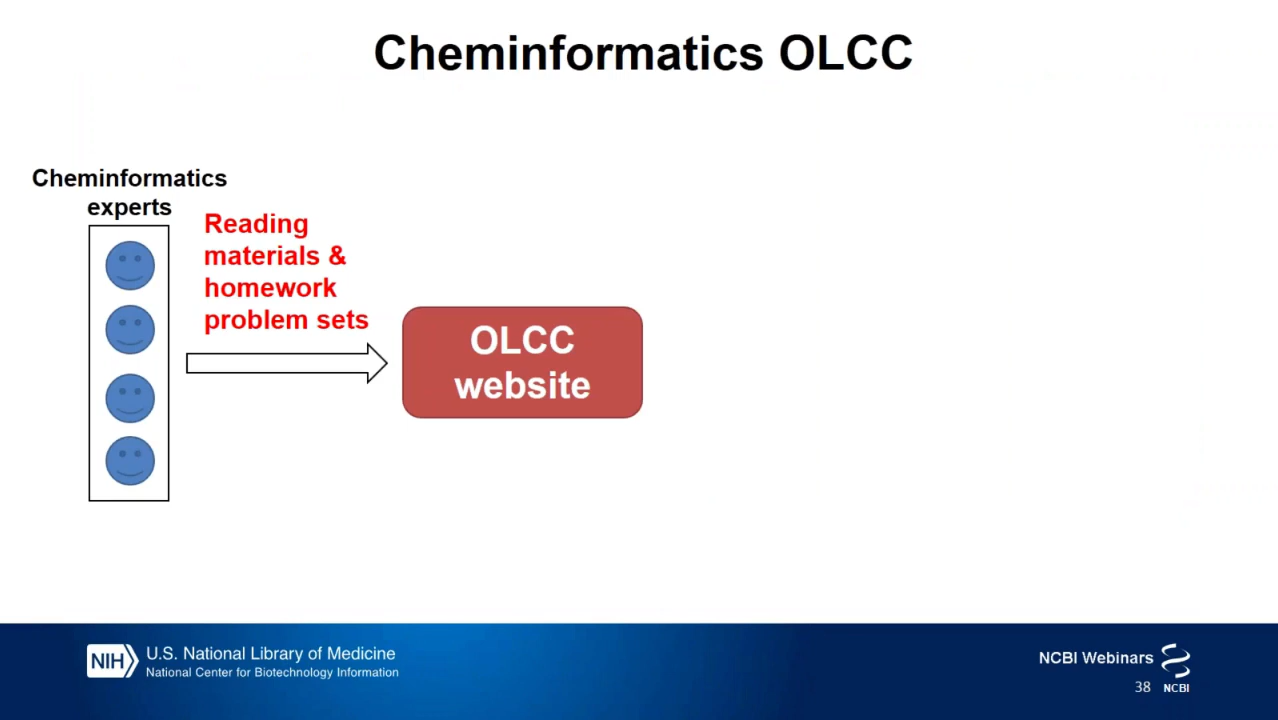 Cheminformatics OLCC
Cheminformatics
experts
Reading
materials &
homework
problem sets
OLCC
website
NIH
U.S. National Library of Medicine
National Center for Biotechnology Information
NCBI Webinars
38
NCBI